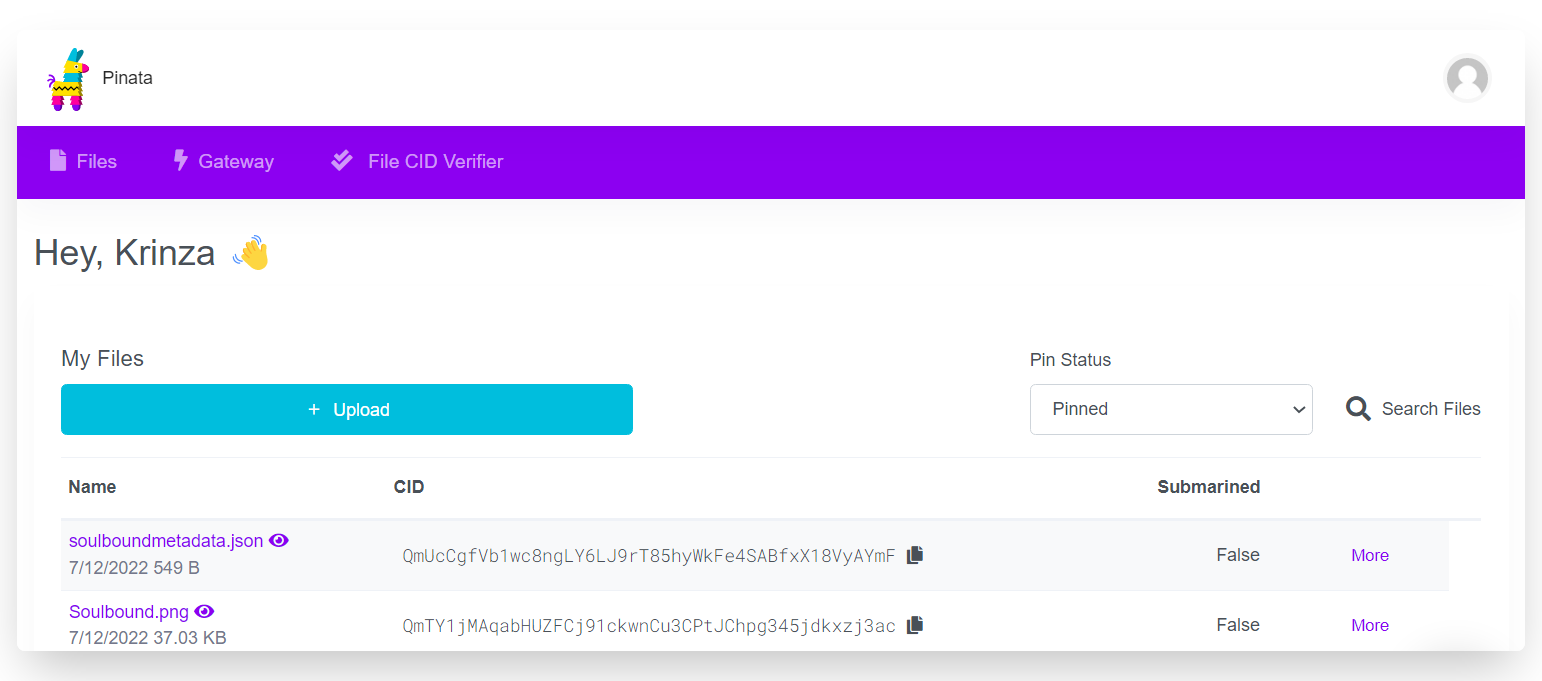 Pinata
Files Gateway File CID Verifier
Hey, Krinza 👋
My Files
Pin Status
+ Upload
Pinned
Search Files
Name CID Submarined
soulboundmetadata.json
7/12/2022 549 B
QmUcCgfVb1wc8ngLY6LJ9rT85hyWkFe4SABfxX18VyAYmF False More
Soulbound.png
7/12/2022 37.03 KB
QmTY1jMAqabHUZFCj91ckwnCu3CPtJChpg345jdkxzj3ac False More